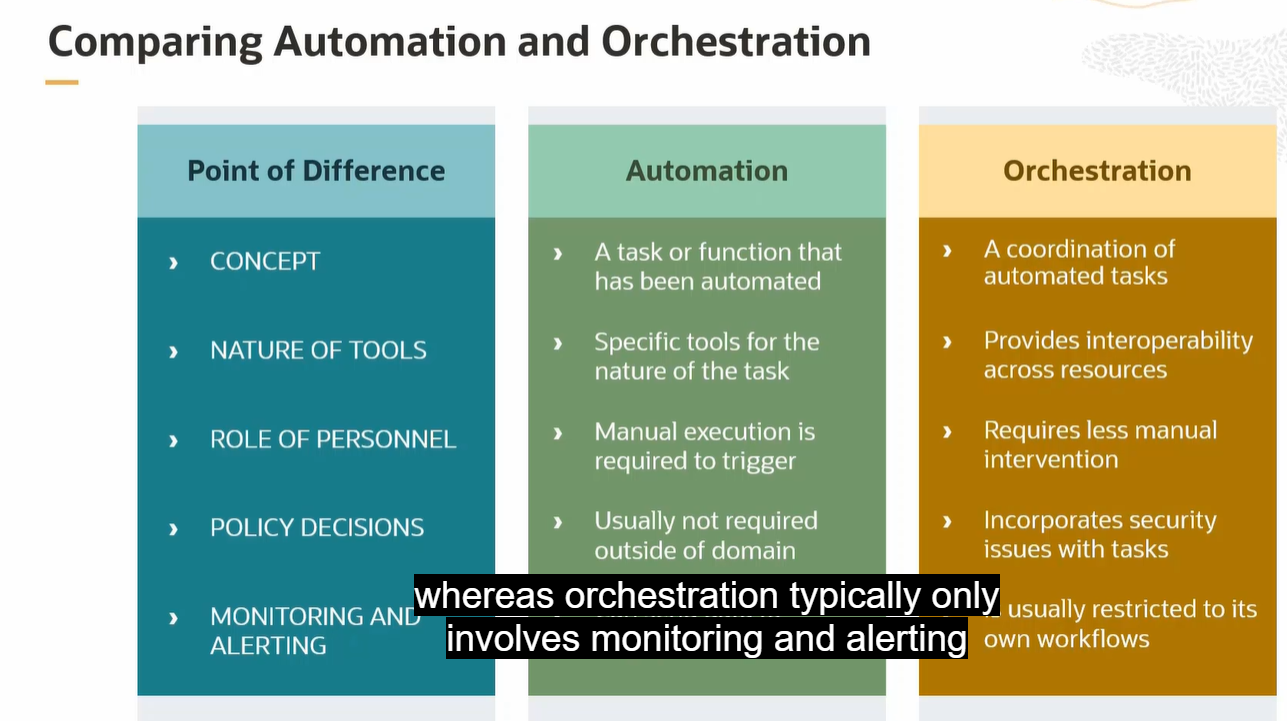 Comparing Automation and Orchestration
Point of Difference
Automation
Orchestration
› CONCEPT
› A task or function that
has been automated
› A coordination of
automated tasks
› NATURE OF TOOLS
› Specific tools for the
nature of the task
› Provides interoperability
across resources
› ROLE OF PERSONNEL
› Manual execution is
required to trigger
› Requires less manual
intervention
› POLICY DECISIONS
› Usually not required
outside of domain
› Incorporates security
issues with tasks
› MONITORING AND
ALERTING
usually restricted to its
own workflows
whereas orchestration typically only
involves monitoring and alerting